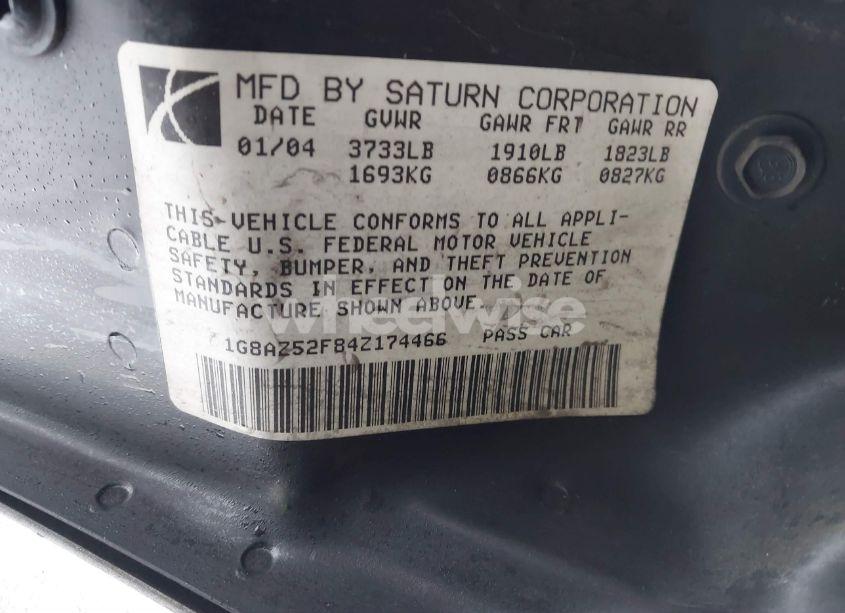 MFD BY SATURN CORPORATION
DATE GVWR GAWR FRT GAWR RR
01/04 3733LB 1910LB 1823LB
1693KG 0866KG 0827KG
THIS VEHICLE CONFORMS TO ALL APPLI-
CABLE U.S. FEDERAL MOTOR VEHICLE
SAFETY, BUMPER, AND THEFT PREVENTION
STANDARDS IN EFFECT ON THE DATE OF
MANUFACTURE SHOWN ABOVE.
wheelwise
1G8AZ52F84Z174466 PASS CAR